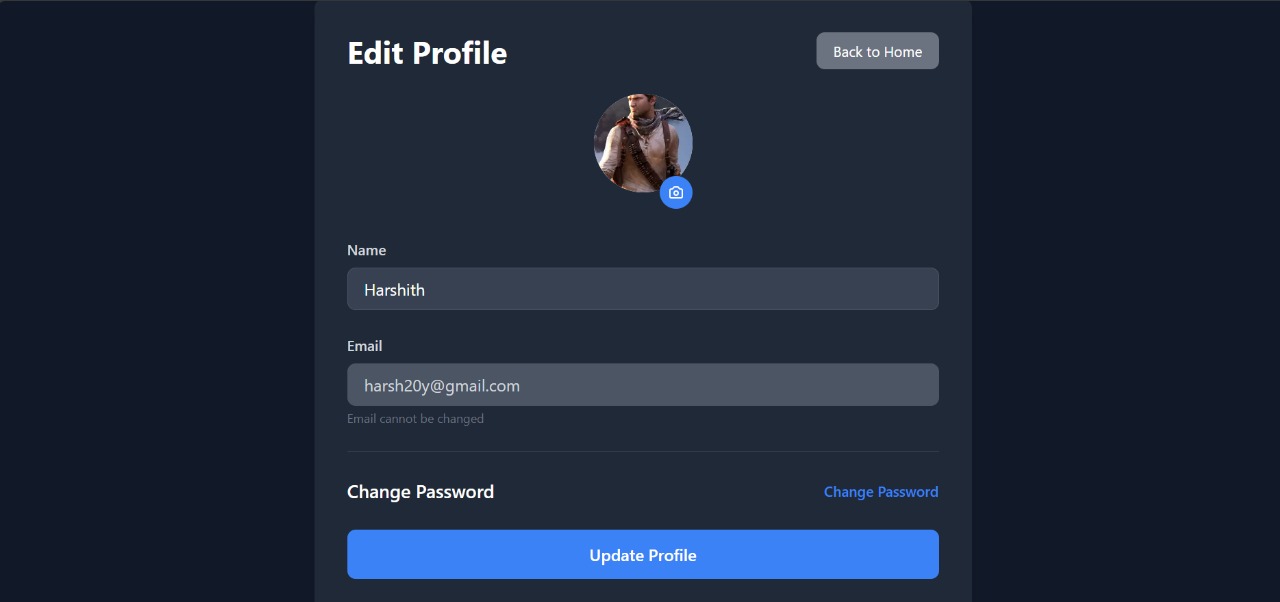 Edit Profile
Back to Home
Name
Harshith
Email
harsh20y@gmail.com
Email cannot be changed
Change Password
Change Password
Update Profile